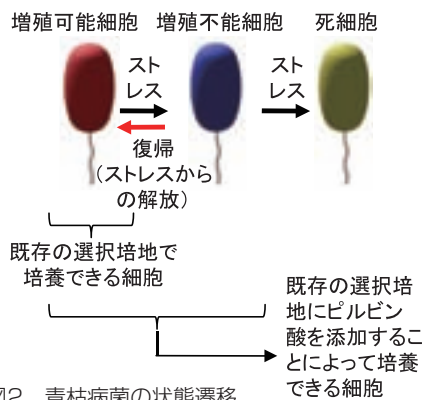 増殖可能細胞
増殖不能細胞
死細胞
スト
レス
スト
レス
復帰
(ストレスから
の解放)
既存の選択培地で
培養できる細胞
既存の選択培
地にピルビン
酸を添加するこ
とによって培養
できる細胞
2 青枯病菌の状態遷移